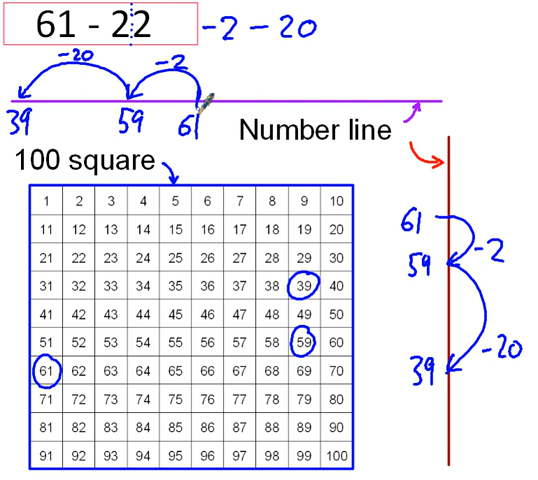 61 - 22 -2 - 20
-20 -2
39 59 61
Number line
100 square
1 2 3 4 5 6 7 8 9 10
11 12 13 14 15 16 17 18 19 20
21 22 23 24 25 26 27 28 29 30
31 32 33 34 35 36 37 38 39 40
41 42 43 44 45 46 47 48 49 50
51 52 53 54 55 56 57 58 59 60
61 62 63 64 65 66 67 68 69 70
71 72 73 74 75 76 77 78 79 80
81 82 83 84 85 86 87 88 89 90
91 92 93 94 95 96 97 98 99 100
61
-2
59
-20
39